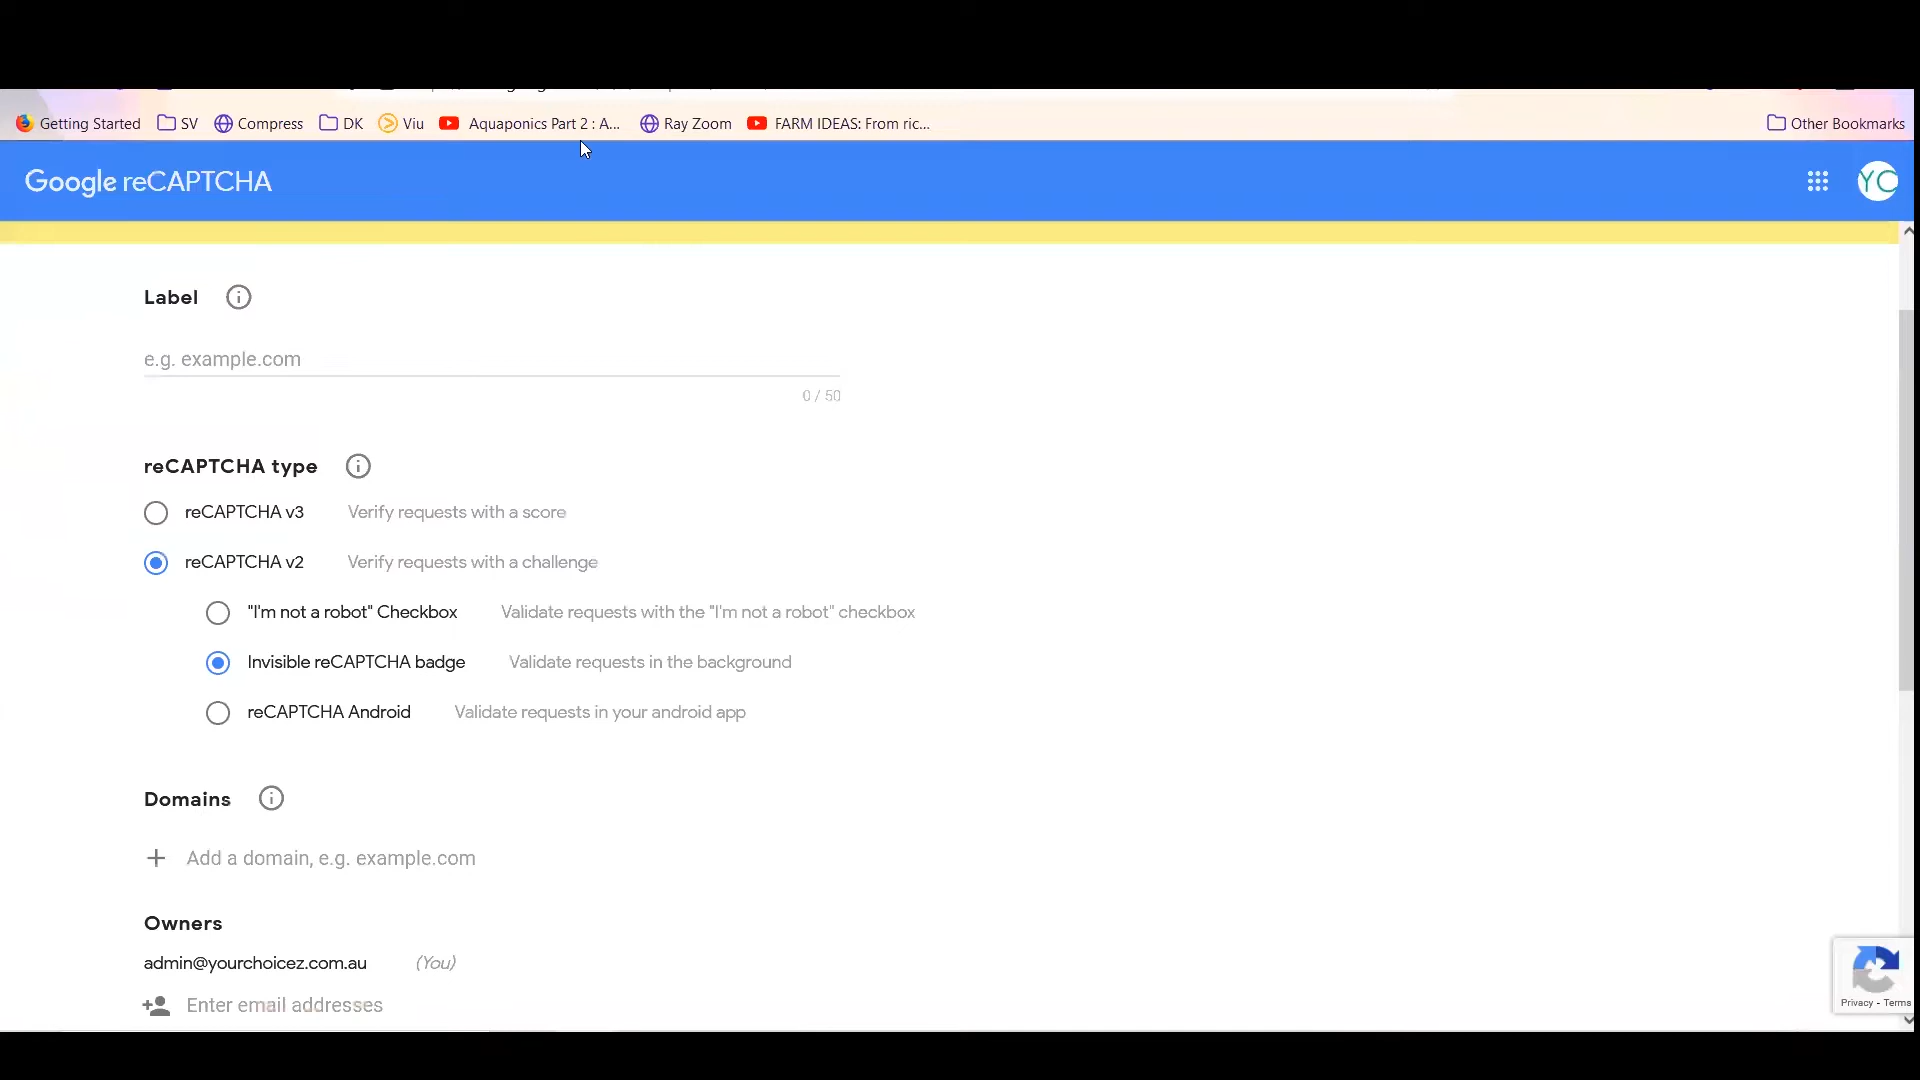 Getting Started SV Compress DK Viu Aquaponics Part 2 : A... Ray Zoom FARM IDEAS: From ric... Other Bookmarks
Google reCAPTCHA YC
Label
e.g. example.com
0 / 50
reCAPTCHA type
reCAPTCHA v3 Verify requests with a score
reCAPTCHA v2 Verify requests with a challenge
"I'm not a robot" Checkbox Validate requests with the "I'm not a robot" checkbox
Invisible reCAPTCHA badge Validate requests in the background
reCAPTCHA Android Validate requests in your android app
Domains
Add a domain, e.g. example.com
Owners
admin@yourchoicez.com.au (You)
Enter email addresses
Privacy - Terms